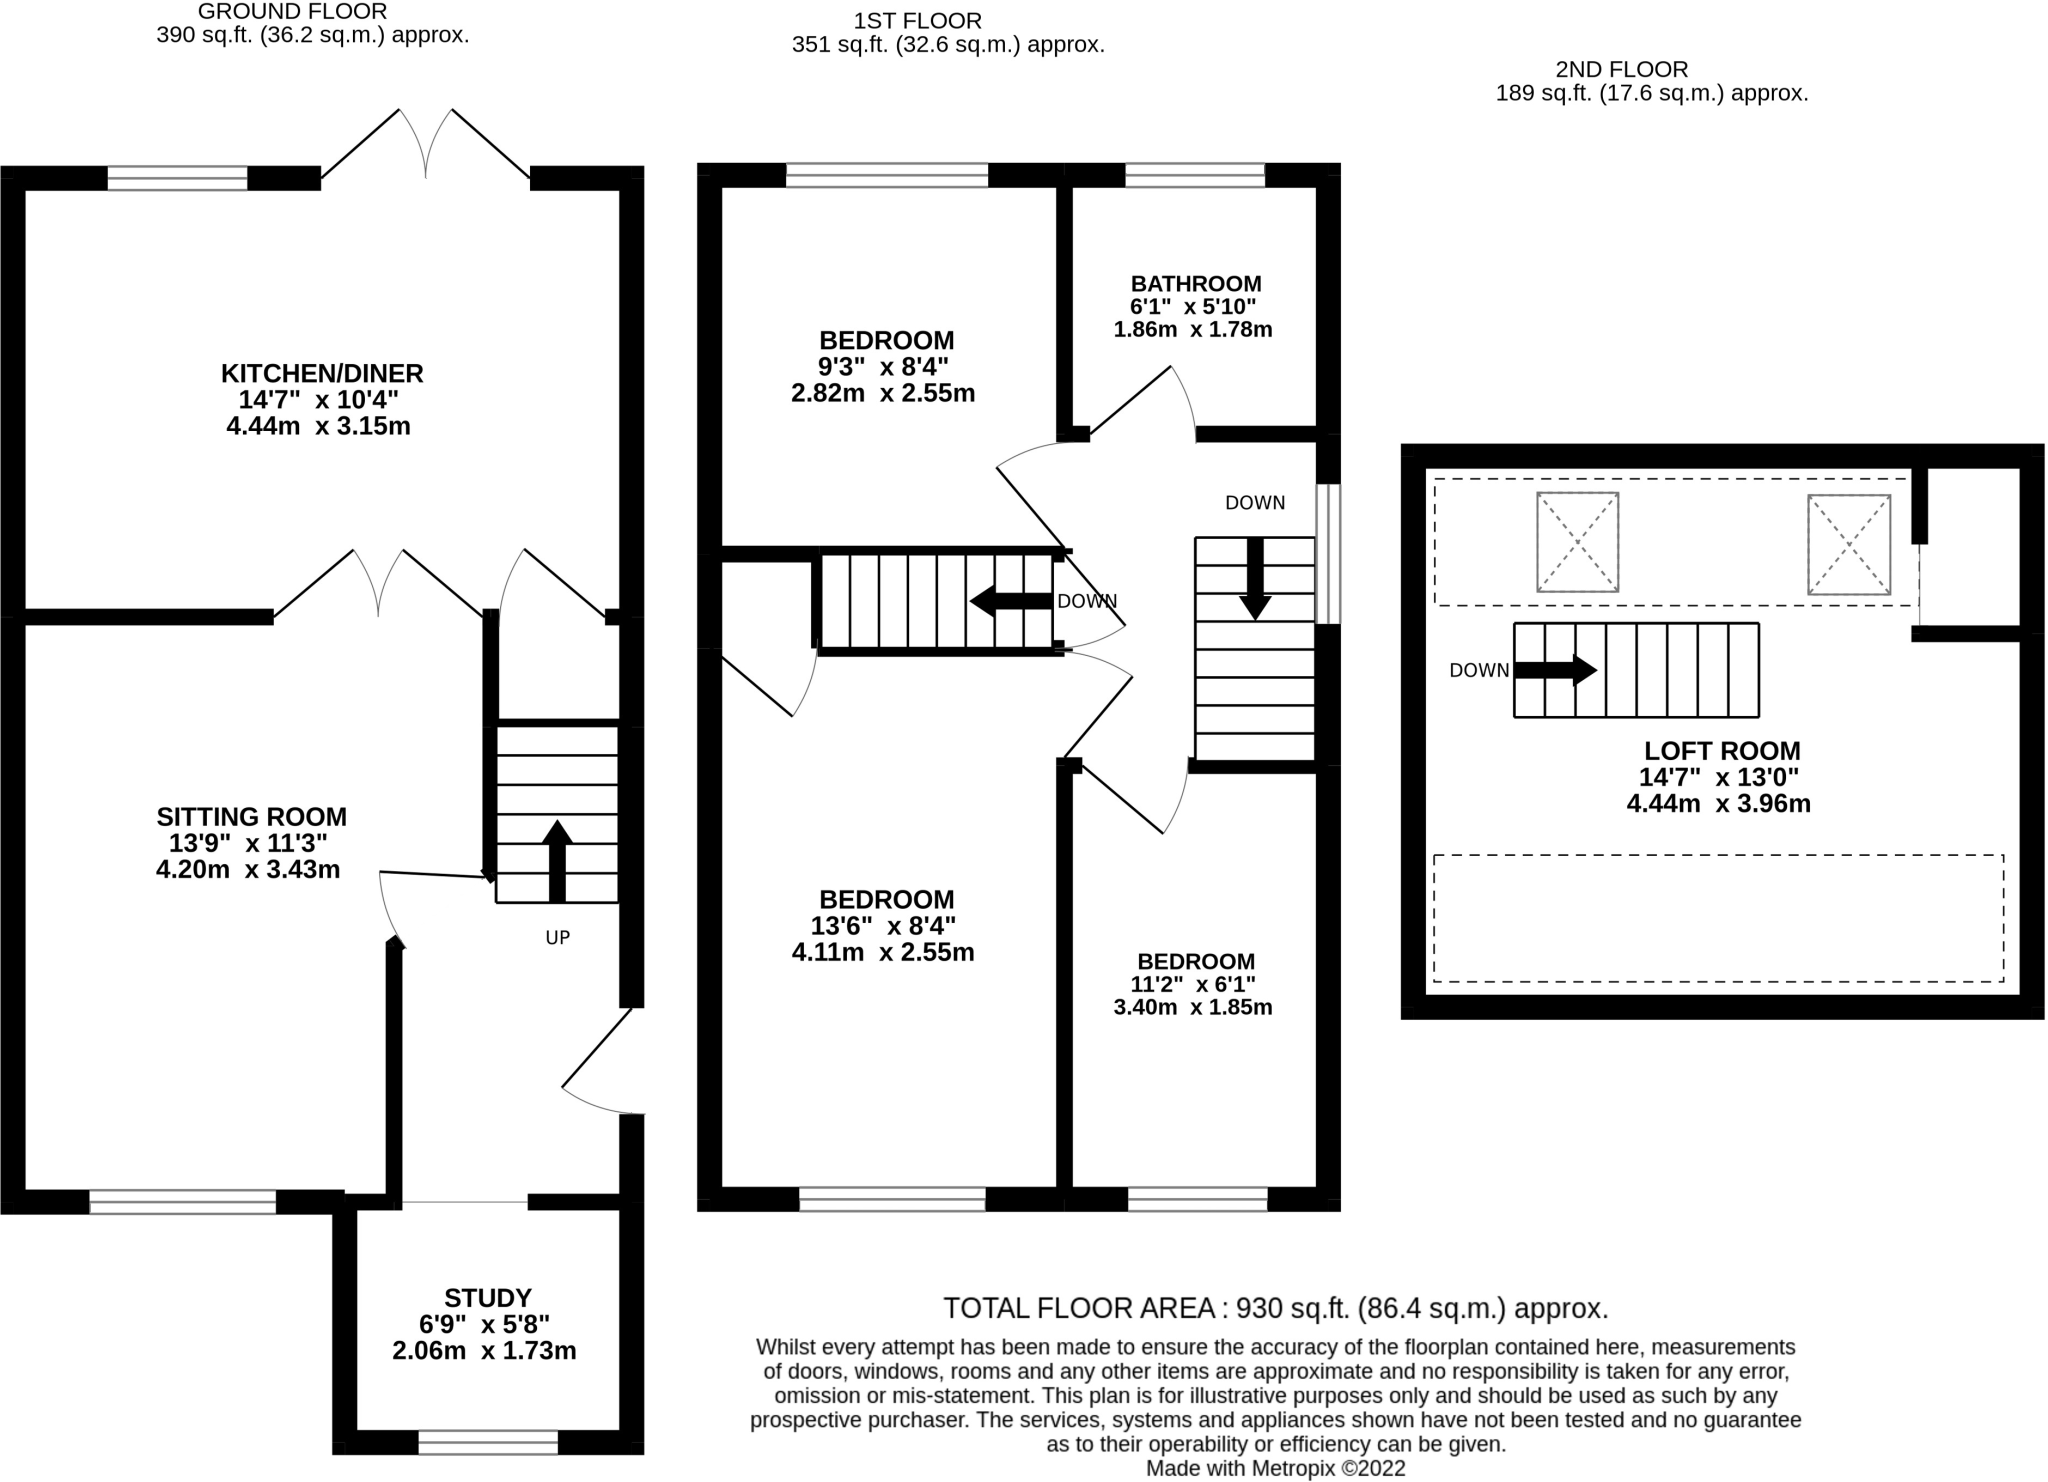 GROUND FLOOR
390 sq.ft. (36.2 sq.m.) approx.
KITCHEN/DINER
14'7" x 10'4"
4.44m x 3.15m
SITTING ROOM
13'9" x 11'3"
4.20m x 3.43m
UP
STUDY
6'9" x 5'8"
2.06m x 1.73m
1ST FLOOR
351 sq.ft. (32.6 sq.m.) approx.
BATHROOM
6'1" x 5'10"
1.86m x 1.78m
BEDROOM
9'3" x 8'4"
2.82m x 2.55m
DOWN
DOWN
BEDROOM
13'6" x 8'4"
4.11m x 2.55m
BEDROOM
11'2" x 6'1"
3.40m x 1.85m
2ND FLOOR
189 sq.ft. (17.6 sq.m.) approx.
DOWN
LOFT ROOM
14'7" x 13'0"
4.44m x 3.96m
TOTAL FLOOR AREA : 930 sq.ft. (86.4 sq.m.) approx.
Whilst every attempt has been made to ensure the accuracy of the floorplan contained here, measurements
of doors, windows, rooms and any other items are approximate and no responsibility is taken for any error,
omission or mis-statement. This plan is for illustrative purposes only and should be used as such by any
prospective purchaser. The services, systems and appliances shown have not been tested and no guarantee
as to their operability or efficiency can be given.
Made with Metropix ©2022